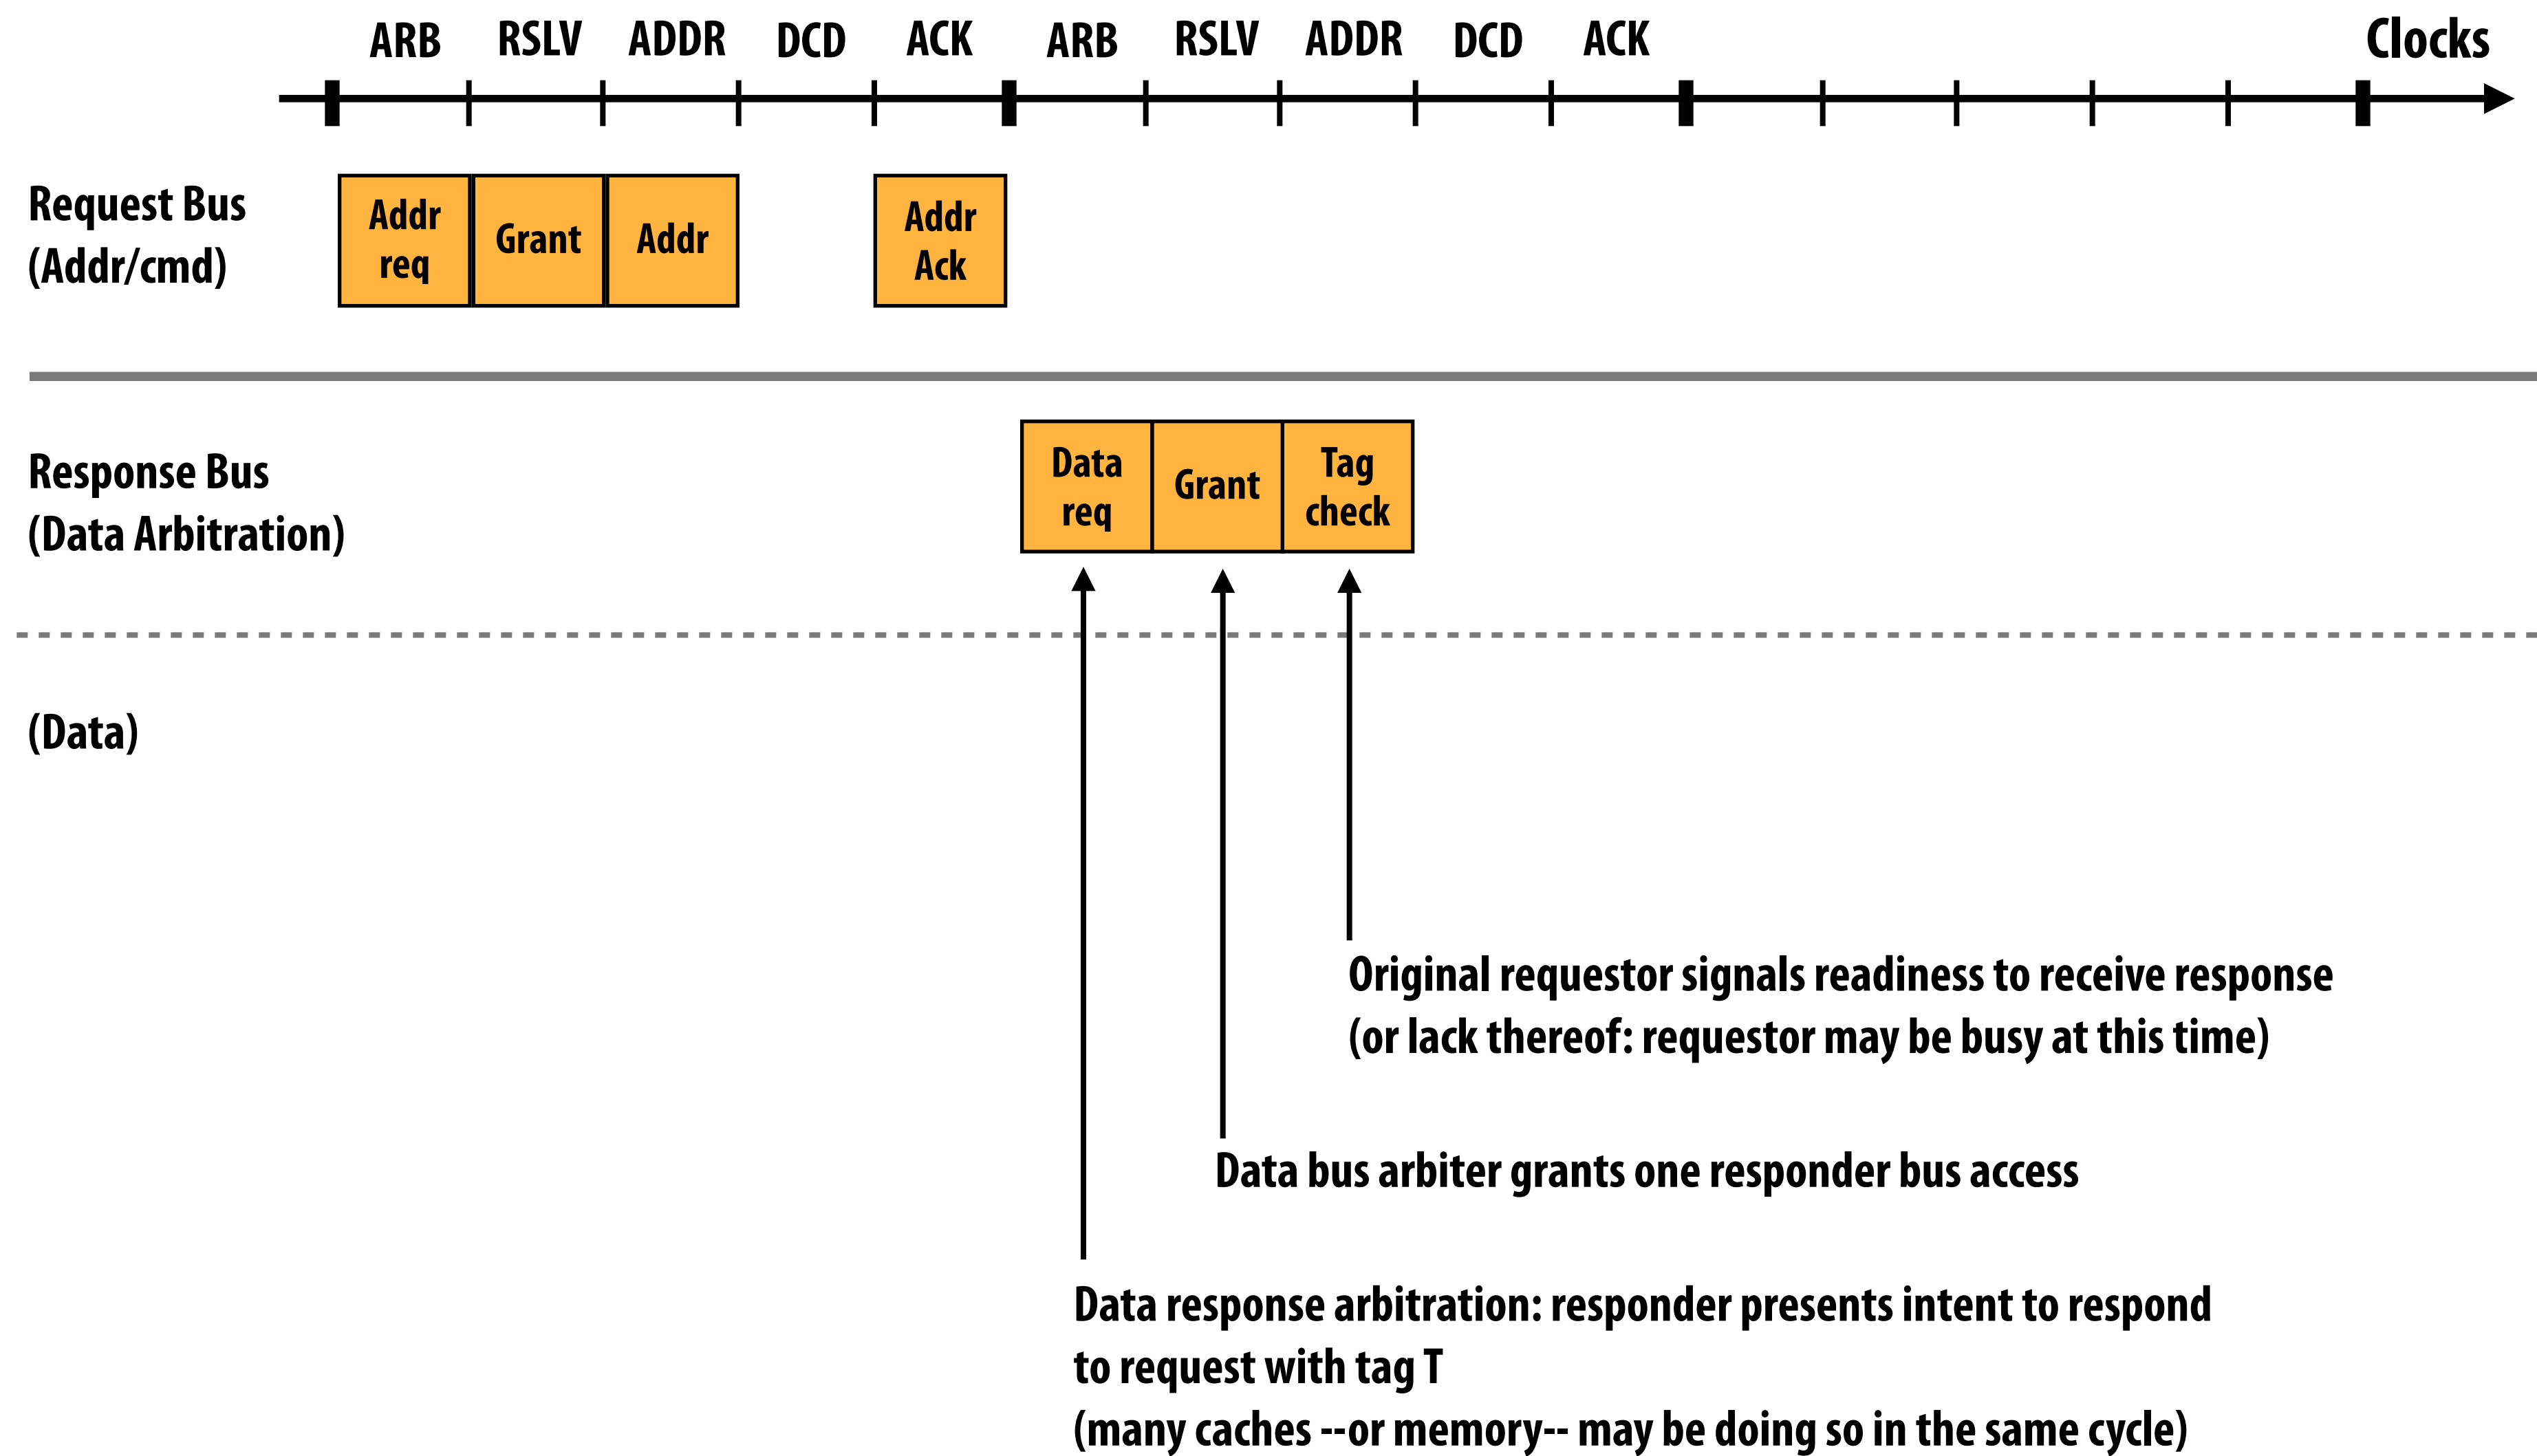 ARB RSLV ADDR DCD ACK ARB RSLV ADDR DCD ACK Clocks
Request Bus
(Addr/cmd)
Addr
req
Grant
Addr
Addr
Ack
Response Bus
(Data Arbitration)
Data
req
Grant
Tag
check
(Data)
Original requestor signals readiness to receive response
(or lack thereof: requestor may be busy at this time)
Data bus arbiter grants one responder bus access
Data response arbitration: responder presents intent to respond
to request with tag T
(many caches --or memory-- may be doing so in the same cycle)